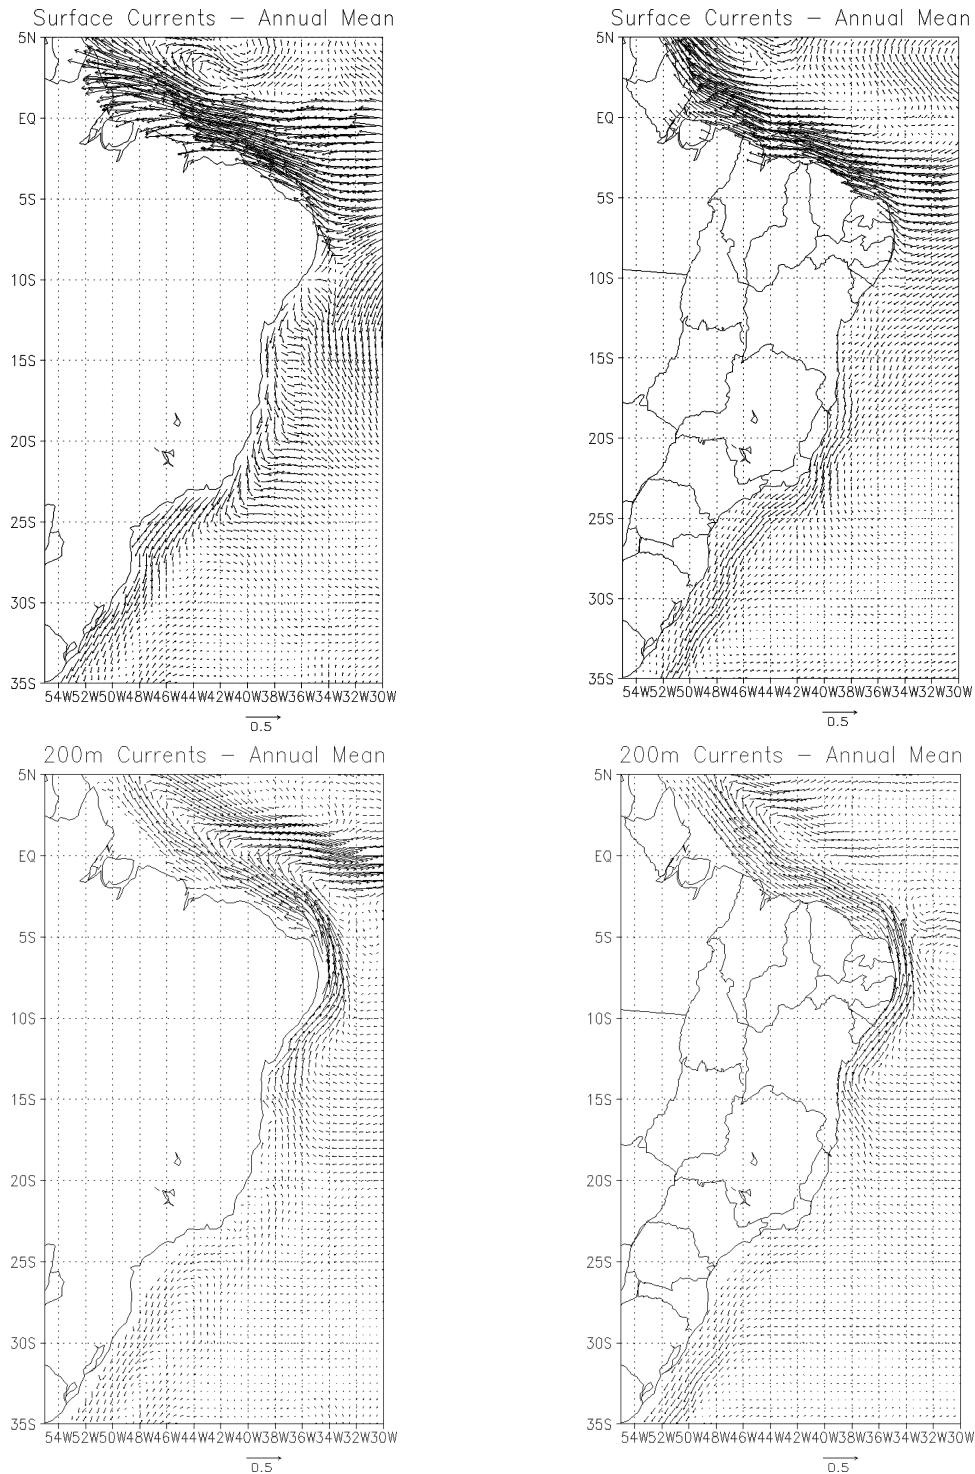 Surface Currents – Annual Mean
5N
EQ
5S
10S
15S
20S
25S
30S
35S
54W52W50W48W46W44W42W40W38W36W34W32W30W
0.5
Surface Currents – Annual Mean
5N
EQ
5S
10S
15S
20S
25S
30S
35S
54W52W50W48W46W44W42W40W38W36W34W32W30W
0.5
200m Currents – Annual Mean
5N
EQ
5S
10S
15S
20S
25S
30S
35S
54W52W50W48W46W44W42W40W38W36W34W32W30W
0.5
200m Currents – Annual Mean
5N
EQ
5S
10S
15S
20S
25S
30S
35S
54W52W50W48W46W44W42W40W38W36W34W32W30W
0.5